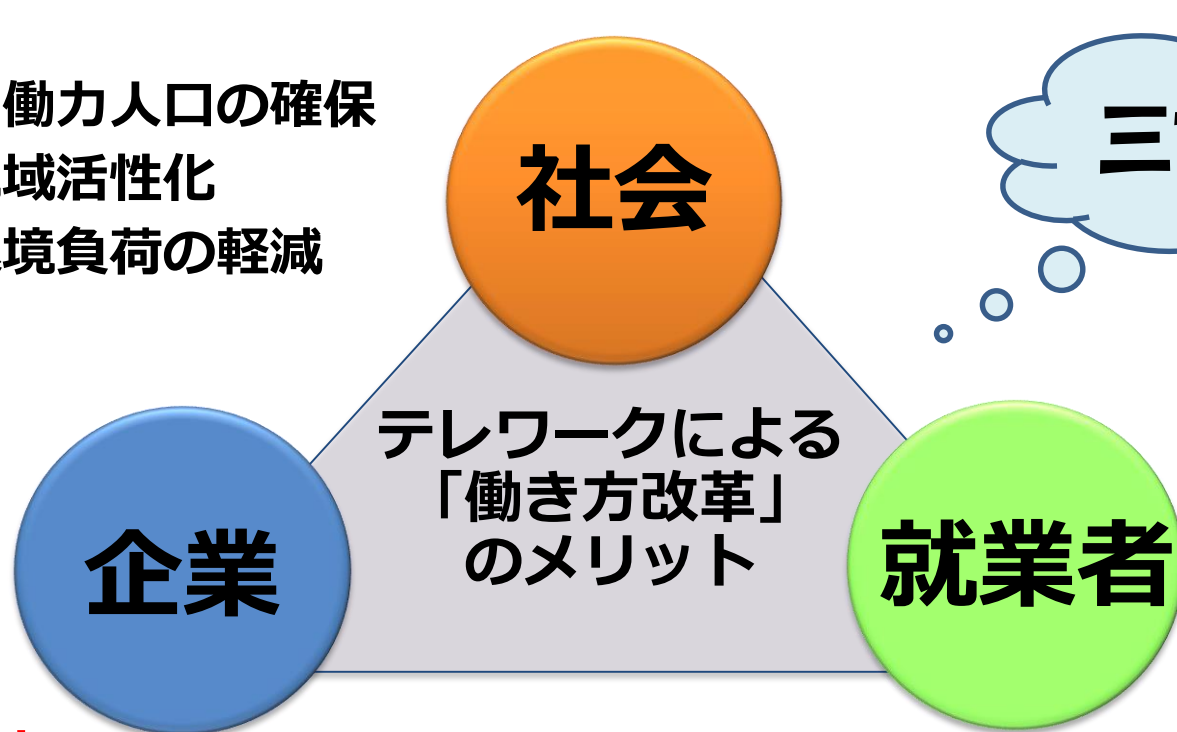 働力人口の確保
域活性化
境負荷の軽減
社会
三
テレワークによる
「働き方改革」
のメリット
企業
就業者